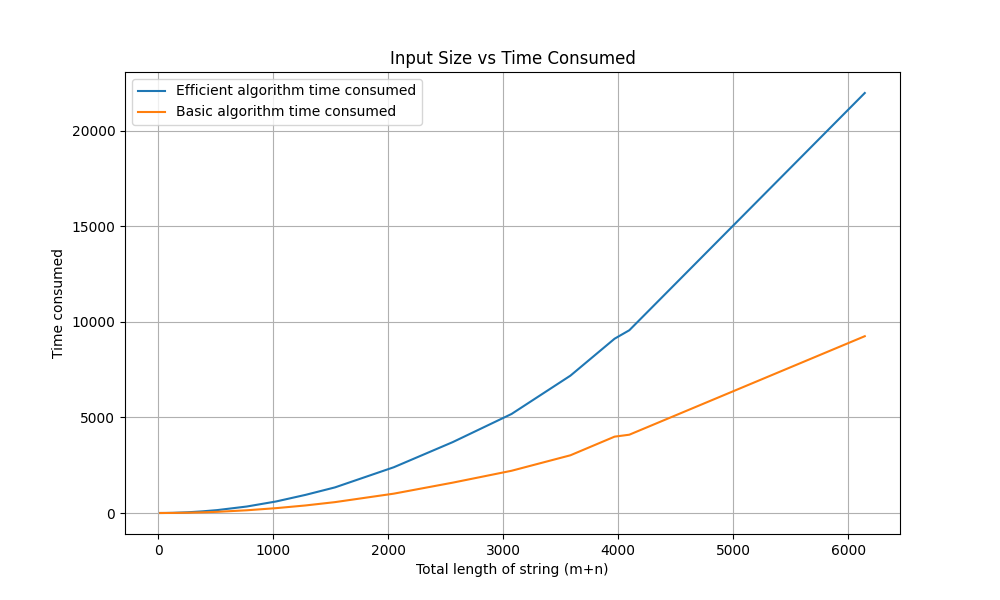 Input Size vs Time Consumed
Efficient algorithm time consumed
Basic algorithm time consumed
Time consumed
20000
15000
10000
5000
0
0 1000 2000 3000 4000 5000 6000
Total length of string (m+n)